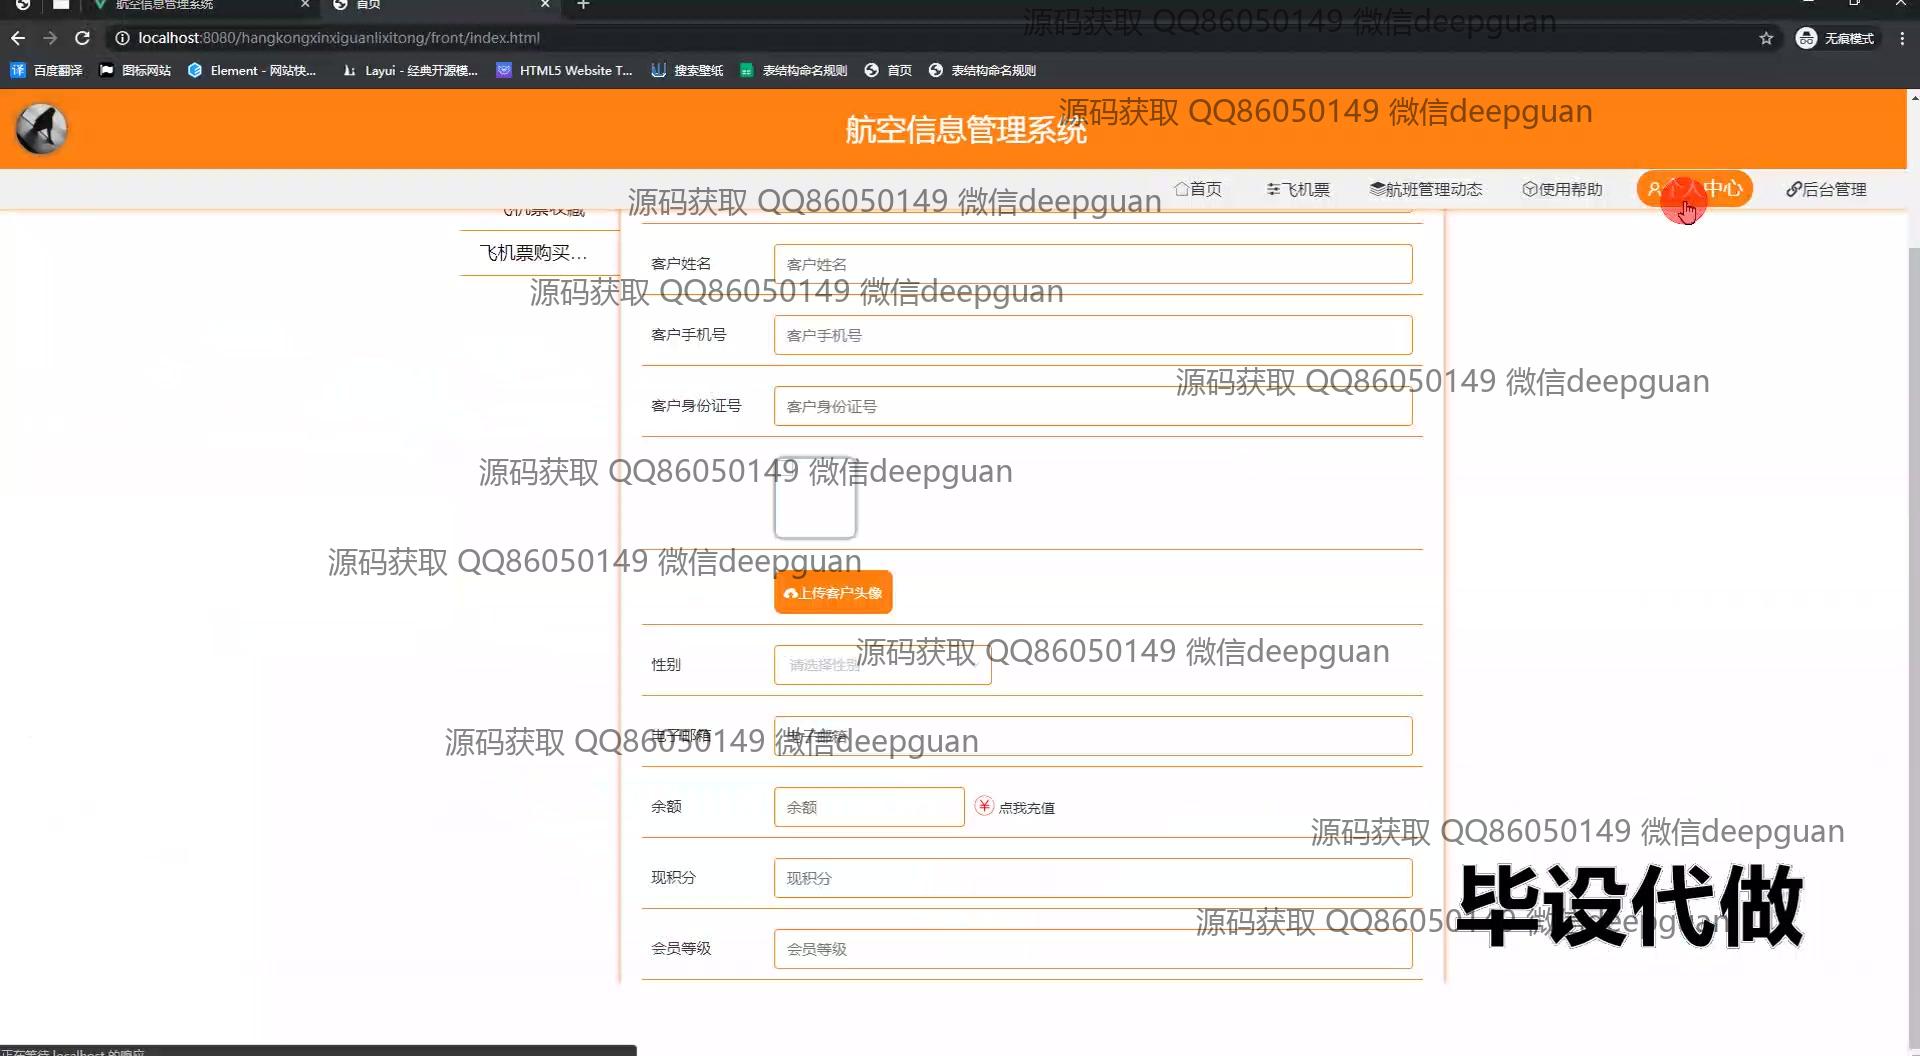 航空信息管理系统
首页
源码获取 QQ86050149 微信deepguan
localhost:8080/hangkongxinxiguanlixitong/front/index.html
无痕模式
百度翻译
图标网站
Element - 网站快...
Layui - 经典开源模...
HTML5 Website T...
搜索壁纸
表结构命名规则
首页
表结构命名规则
源码获取 QQ86050149 微信deepguan
航空信息管理系统
首页
飞机票
航班管理动态
使用帮助
个人中心
后台管理
源码获取 QQ86050149 微信deepguan
飞机票收藏
飞机票购买...
客户姓名 客户姓名
源码获取 QQ86050149 微信deepguan
客户手机号 客户手机号
源码获取 QQ86050149 微信deepguan
客户身份证号 客户身份证号
源码获取 QQ86050149 微信deepguan
源码获取 QQ86050149 微信deepguan
上传客户头像
源码获取 QQ86050149 微信deepguan
性别 请选择性别
电子邮箱 电子邮箱
源码获取 QQ86050149 微信deepguan
余额 余额 ¥ 点我充值
源码获取 QQ86050149 微信deepguan
现积分 现积分
毕设代做
源码获取 QQ86050149 微信deepguan
会员等级 会员等级
正在等待 localhost 的响应